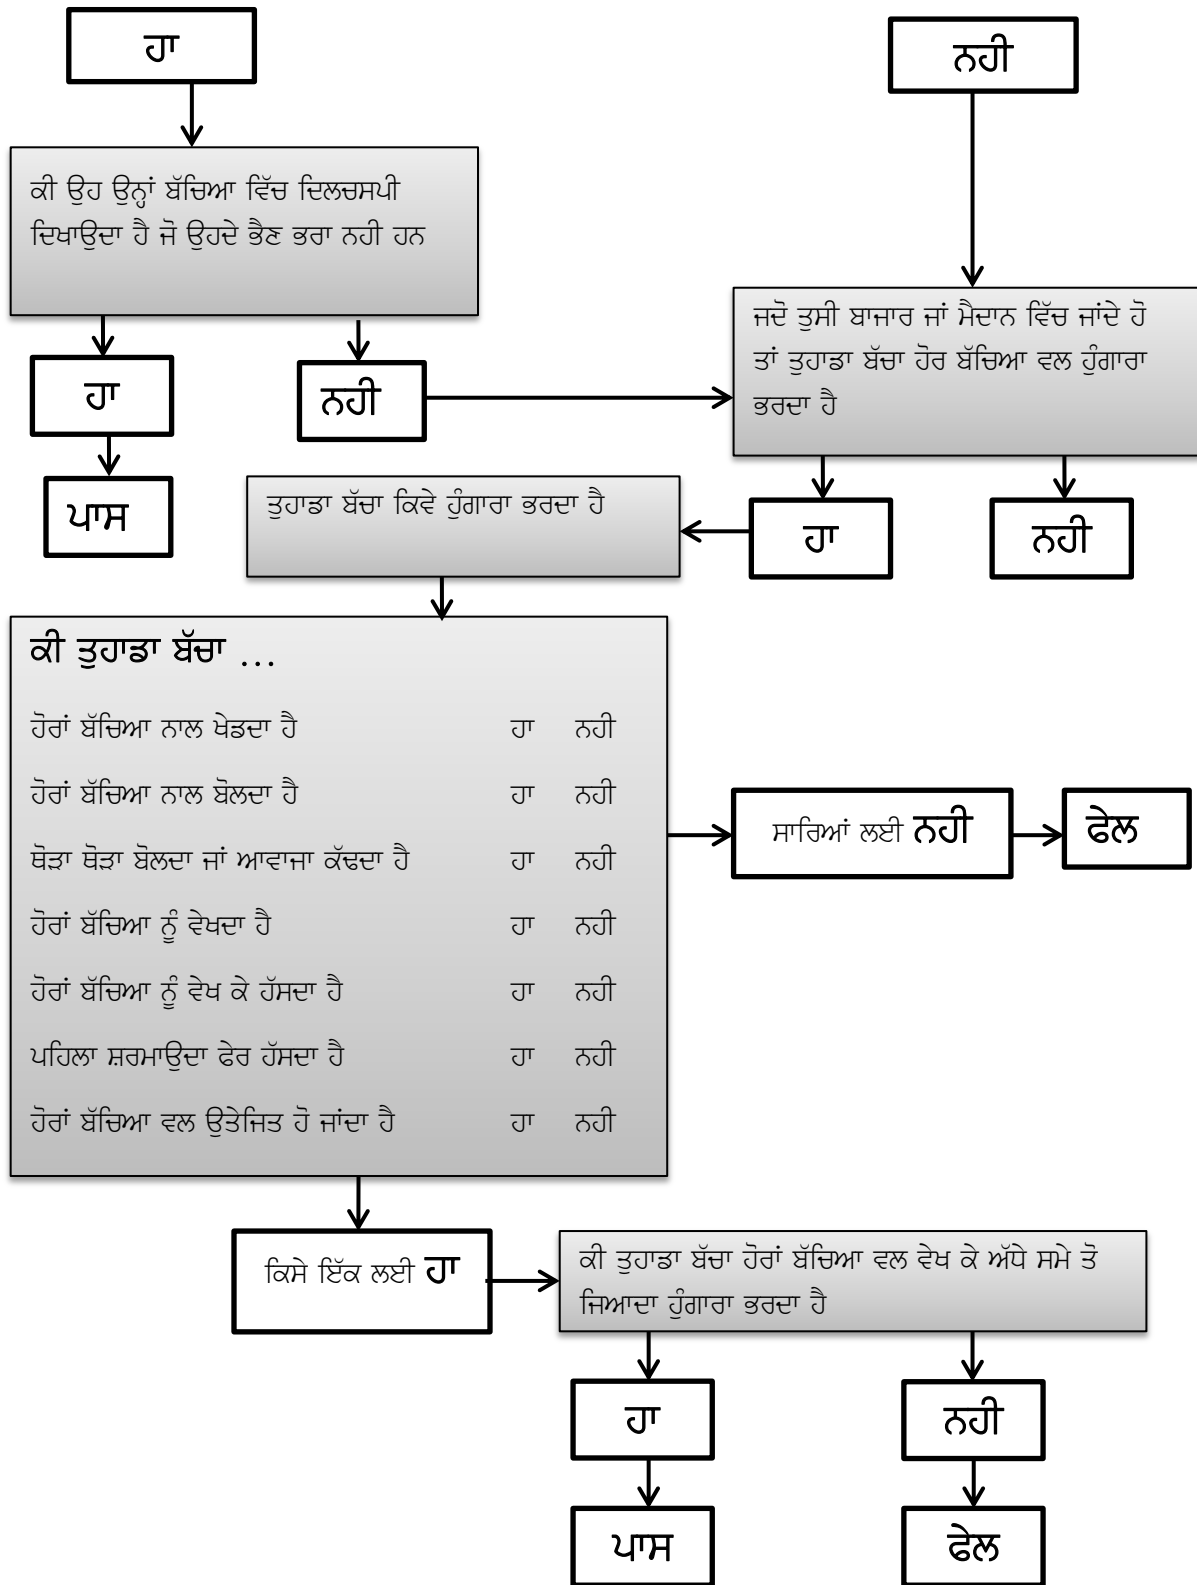 ਹਾ
ਨਹੀ
ਕੀ ਉਹ ਉਨ੍ਹਾਂ ਬੱਚਿਆ ਵਿੱਚ ਦਿਲਚਸਪੀ
ਦਿਖਾਉਦਾ ਹੈ ਜੋ ਉਹਦੇ ਭੈਣ ਭਰਾ ਨਹੀ ਹਨ
ਜਦੋ ਤੁਸੀ ਬਾਜਾਰ ਜਾਂ ਮੈਦਾਨ ਵਿੱਚ ਜਾਂਦੇ ਹੋ
ਤਾਂ ਤੁਹਾਡਾ ਬੱਚਾ ਹੋਰ ਬੱਚਿਆ ਵਲ ਹੁੰਗਾਰਾ
ਭਰਦਾ ਹੈ
ਹਾ
ਨਹੀ
ਪਾਸ
ਤੁਹਾਡਾ ਬੱਚਾ ਕਿਵੇ ਹੁੰਗਾਰਾ ਭਰਦਾ ਹੈ
ਹਾ
ਨਹੀ
ਕੀ ਤੁਹਾਡਾ ਬੱਚਾ ...
ਹੋਰਾਂ ਬੱਚਿਆ ਨਾਲ ਖੇਡਦਾ ਹੈ ਹਾ ਨਹੀ
ਹੋਰਾਂ ਬੱਚਿਆ ਨਾਲ ਬੋਲਦਾ ਹੈ ਹਾ ਨਹੀ
ਥੋੜਾ ਥੋੜਾ ਬੋਲਦਾ ਜਾਂ ਆਵਾਜਾ ਕੱਢਦਾ ਹੈ ਹਾ ਨਹੀ
ਹੋਰਾਂ ਬੱਚਿਆ ਨੂੰ ਵੇਖਦਾ ਹੈ ਹਾ ਨਹੀ
ਹੋਰਾਂ ਬੱਚਿਆ ਨੂੰ ਵੇਖ ਕੇ ਹੱਸਦਾ ਹੈ ਹਾ ਨਹੀ
ਪਹਿਲਾ ਸ਼ਰਮਾਉਦਾ ਫੇਰ ਹੱਸਦਾ ਹੈ ਹਾ ਨਹੀ
ਹੋਰਾਂ ਬੱਚਿਆ ਵਲ ਉਤੇਜਿਤ ਹੋ ਜਾਂਦਾ ਹੈ ਹਾ ਨਹੀ
ਸਾਰਿਆਂ ਲਈ ਨਹੀ
ਫੇਲ
ਕਿਸੇ ਇੱਕ ਲਈ ਹਾ
ਕੀ ਤੁਹਾਡਾ ਬੱਚਾ ਹੋਰਾਂ ਬੱਚਿਆ ਵਲ ਵੇਖ ਕੇ ਅੱਧੇ ਸਮੇ ਤੋ
ਜਿਆਦਾ ਹੁੰਗਾਰਾ ਭਰਦਾ ਹੈ
ਹਾ
ਨਹੀ
ਪਾਸ
ਫੇਲ